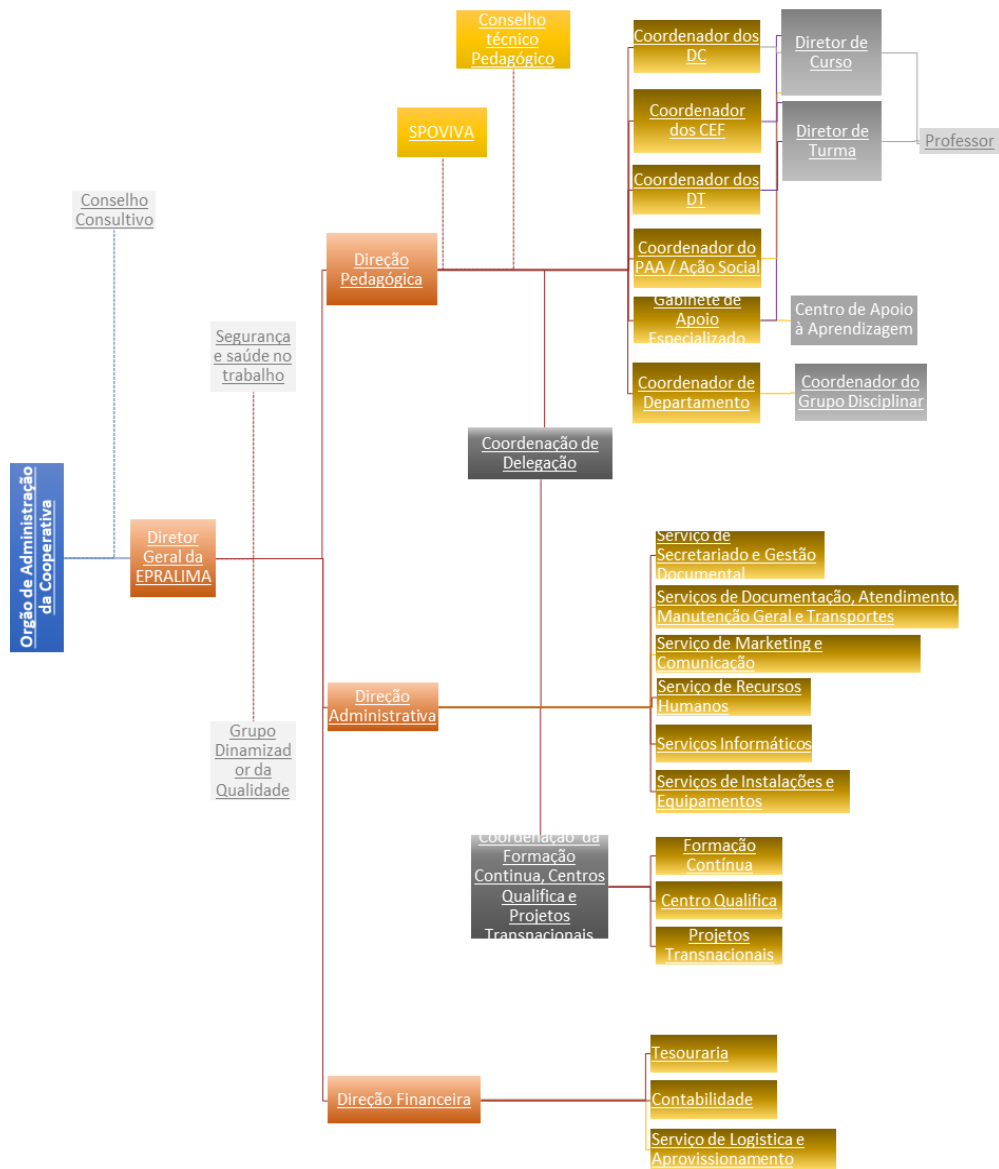 Conselho
técnico
Pedagógico
SPOVIVA
Conselho
Consultivo
Segurança
e saúde no
trabalho
Orgão de Administração
da Cooperativa
Diretor
Geral da
EPRALIMA
Grupo
Dinamizad
or da
Qualidade
Direção
Pedagógica
Coordenador dos
DC
Coordenador
dos CEF
Coordenador dos
DT
Coordenador do
PAA / Ação Social
Gabinete de
Apoio
Especializado
Coordenador de
Departamento
Diretor de
Curso
Diretor de
Turma
Professor
Centro de Apoio
à Aprendizagem
Coordenador do
Grupo Disciplinar
Coordenação de
Delegação
Direção
Administrativa
Serviço de
Secretariado e Gestão
Documental
Serviços de Documentação, Atendimento,
Manutenção Geral e Transportes
Serviço de Marketing e
Comunicação
Serviço de Recursos
Humanos
Serviços Informáticos
Serviços de Instalações e
Equipamentos
Coordenação da
Formação
Continua, Centros
Qualifica e
Projetos
Transnacionais
Formação
Contínua
Centro Qualifica
Projetos
Transnacionais
Direção Financeira
Tesouraria
Contabilidade
Serviço de Logistica e
Aprovissionamento